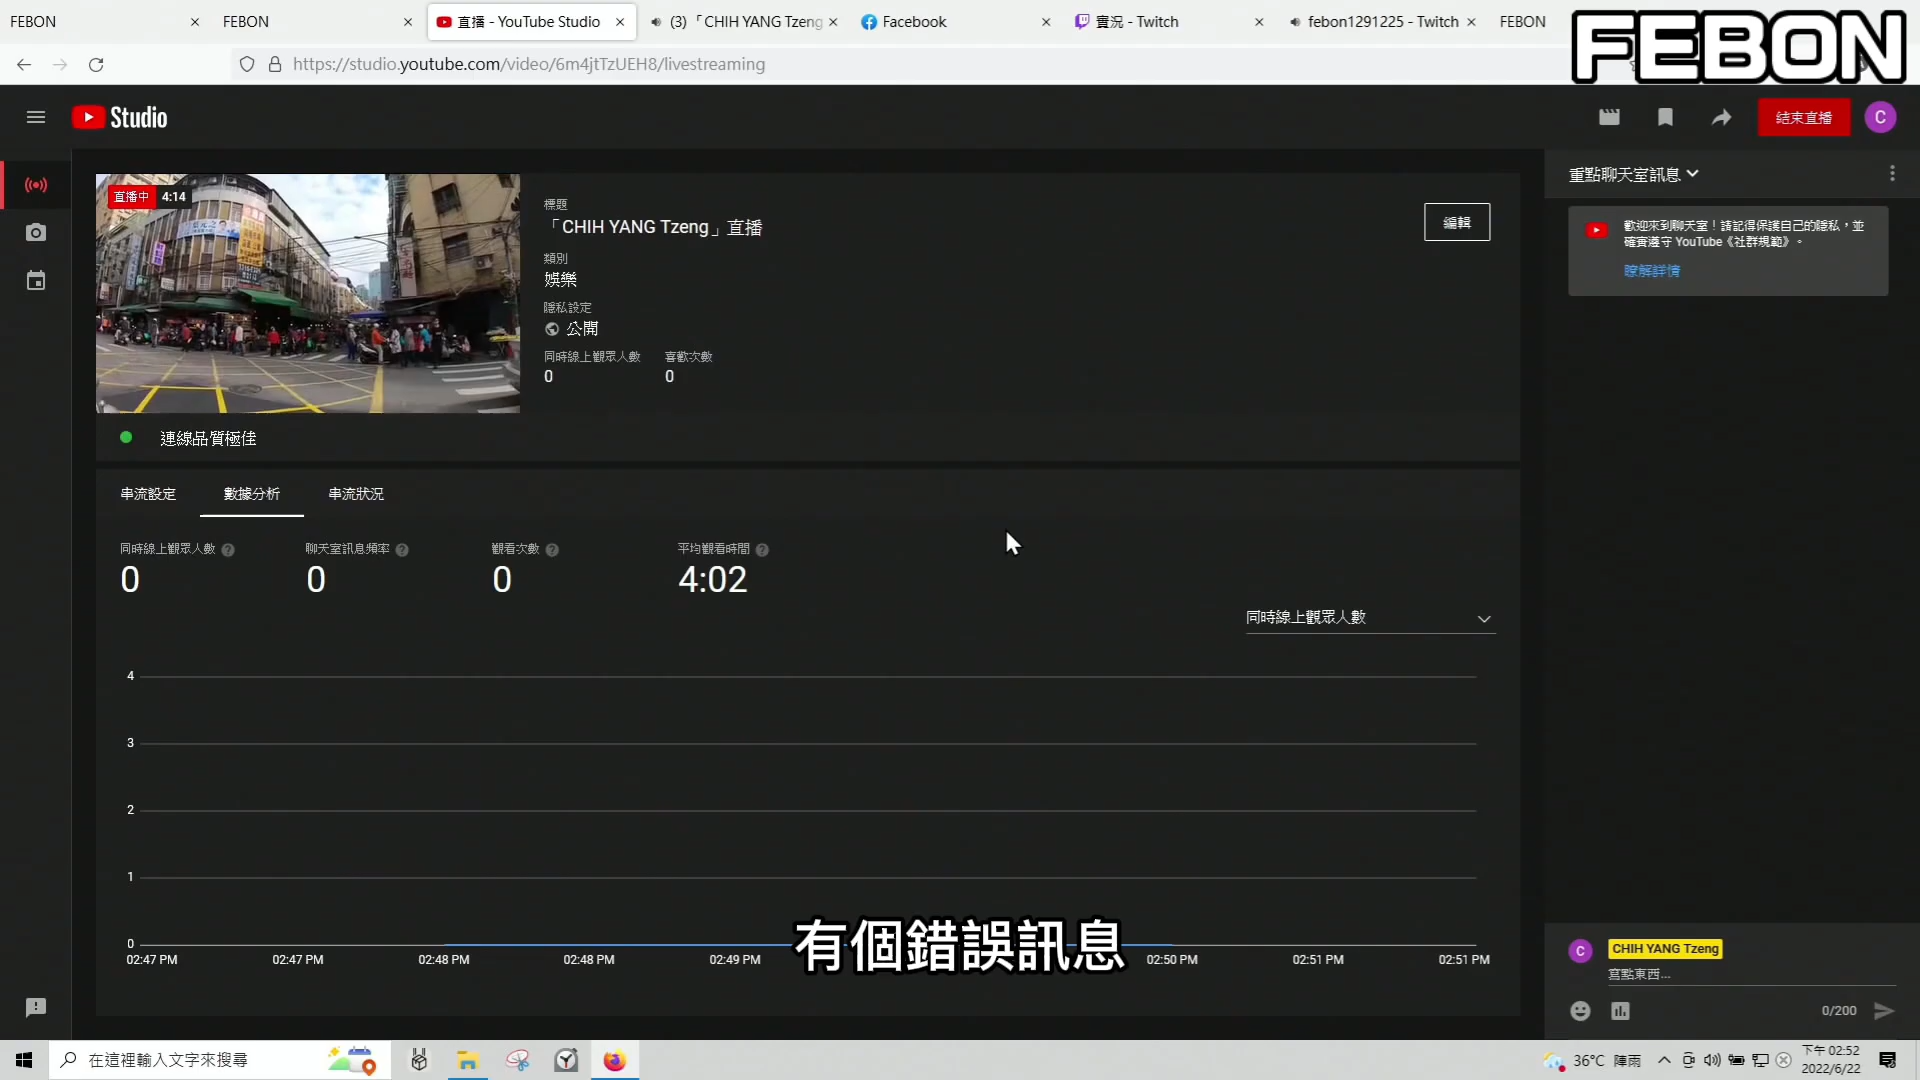 FEBON
FEBON
直播 - YouTube Studio
(3)「CHIH YANG Tzeng
Facebook
實況 - Twitch
febon1291225 - Twitch
FEBON
FEBON
https://studio.youtube.com/video/6m4jtTzUEH8/livestreaming
Studio
結束直播
C
直播中 4:14
標題
「CHIH YANG Tzeng」直播
編輯
類別
娛樂
隱私設定
公開
同時線上觀眾人數 喜歡次數
0 0
連線品質極佳
重點聊天室訊息
歡迎來到聊天室！請記得保護自己的隱私，並
確實遵守 YouTube《社群規範》。
瞭解詳情
串流設定 數據分析 串流狀況
同時線上觀眾人數 聊天室訊息頻率 觀看次數 平均觀看時間
0 0 0 4:02
同時線上觀眾人數
4
3
2
1
0
02:47 PM 02:47 PM 02:48 PM 02:48 PM 02:49 PM 02:50 PM 02:51 PM 02:51 PM
有個錯誤訊息
C
CHIH YANG Tzeng
寫點東西...
0/200
在這裡輸入文字來搜尋
36°C 陣雨
下午 02:52
2022/6/22